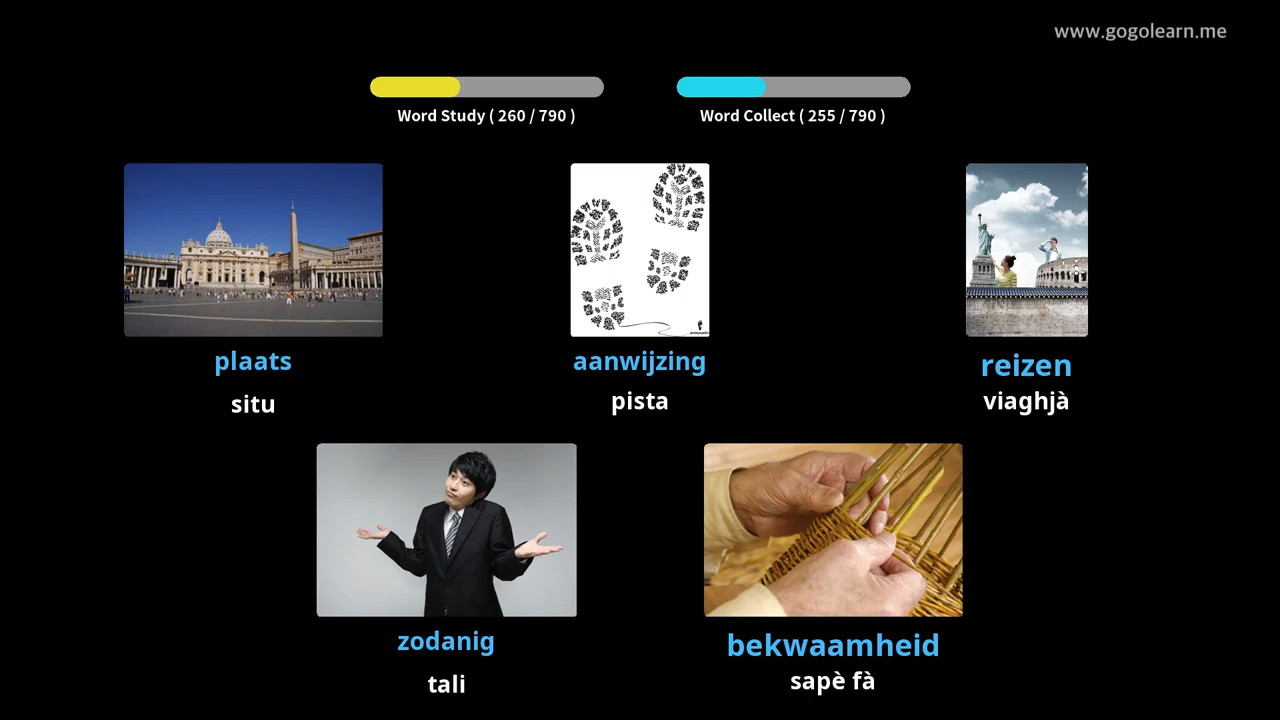 www.gogolearn.me
Word Study ( 260 / 790 )
Word Collect ( 255 / 790 )
plaats
situ
aanwijzing
pista
reizen
viaghjà
zodanig
tali
bekwaamheid
sapè fà